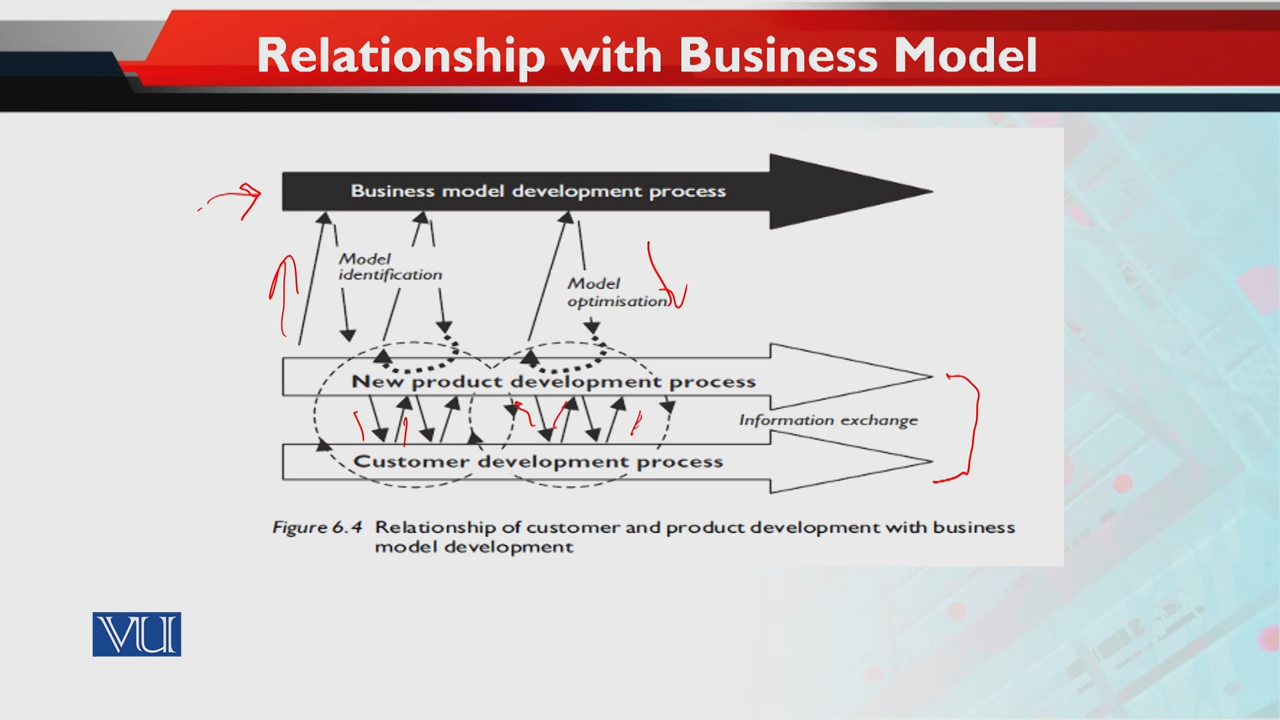 Relationship with Business Model
Business model development process
Model
identification
Model
optimisation
New product development process
Information exchange
Customer development process
Figure 6.4 Relationship of customer and product development with business
model development
VU